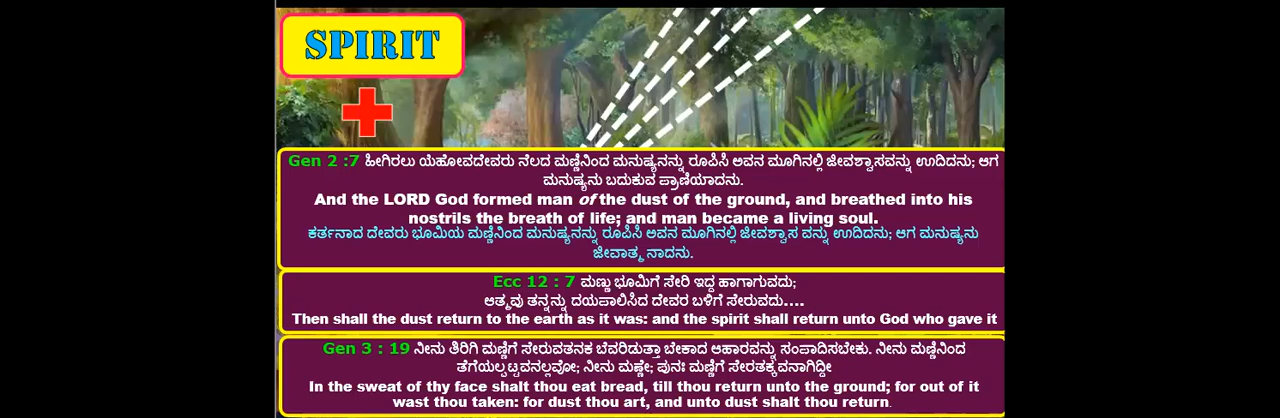 SPIRIT
Gen 2 :7 ಹೀಗಿರಲು ಯೆಹೋವದೇವರು ನೆಲದ ಮಣ್ಣಿನಿಂದ ಮನುಷ್ಯನನ್ನು ರೂಪಿಸಿ ಅವನ ಮೂಗಿನಲ್ಲಿ ಜೀವಶ್ವಾಸವನ್ನು ಊದಿದನು; ಆಗ
ಮನುಷ್ಯನು ಬದುಕುವ ಪ್ರಾಣಿಯಾದನು.
And the LORD God formed man of the dust of the ground, and breathed into his
nostrils the breath of life; and man became a living soul.
ಕರ್ತನಾದ ದೇವರು ಭೂಮಿಯ ಮಣ್ಣಿನಿಂದ ಮನುಷ್ಯನನ್ನು ರೂಪಿಸಿ ಅವನ ಮೂಗಿನಲ್ಲಿ ಜೀವಶ್ವಾಸ ವನ್ನು ಊದಿದನು; ಆಗ ಮನುಷ್ಯನು
ಜೀವಾತ್ಮ ನಾದನು.
Ecc 12 : 7 ಮಣ್ಣು ಭೂಮಿಗೆ ಸೇರಿ ಇದ್ದ ಹಾಗಾಗುವದು;
ಆತ್ಮವು ತನ್ನನ್ನು ದಯಪಾಲಿಸಿದ ದೇವರ ಬಳಿಗೆ ಸೇರುವದು....
Then shall the dust return to the earth as it was: and the spirit shall return unto God who gave it
Gen 3 : 19 ನೀನು ತಿರಿಗಿ ಮಣ್ಣಿಗೆ ಸೇರುವತನಕ ಬೆವರಿಡುತ್ತಾ ಬೇಕಾದ ಆಹಾರವನ್ನು ಸಂಪಾದಿಸಬೇಕು. ನೀನು ಮಣ್ಣಿನಿಂದ
ತೆಗೆಯಲ್ಪಟ್ಟವನಲ್ಲವೋ; ನೀನು ಮಣ್ಣೇ; ಪುನಃ ಮಣ್ಣಿಗೆ ಸೇರತಕ್ಕವನಾಗಿದ್ದೀ
In the sweat of thy face shalt thou eat bread, till thou return unto the ground; for out of it
wast thou taken: for dust thou art, and unto dust shalt thou return.